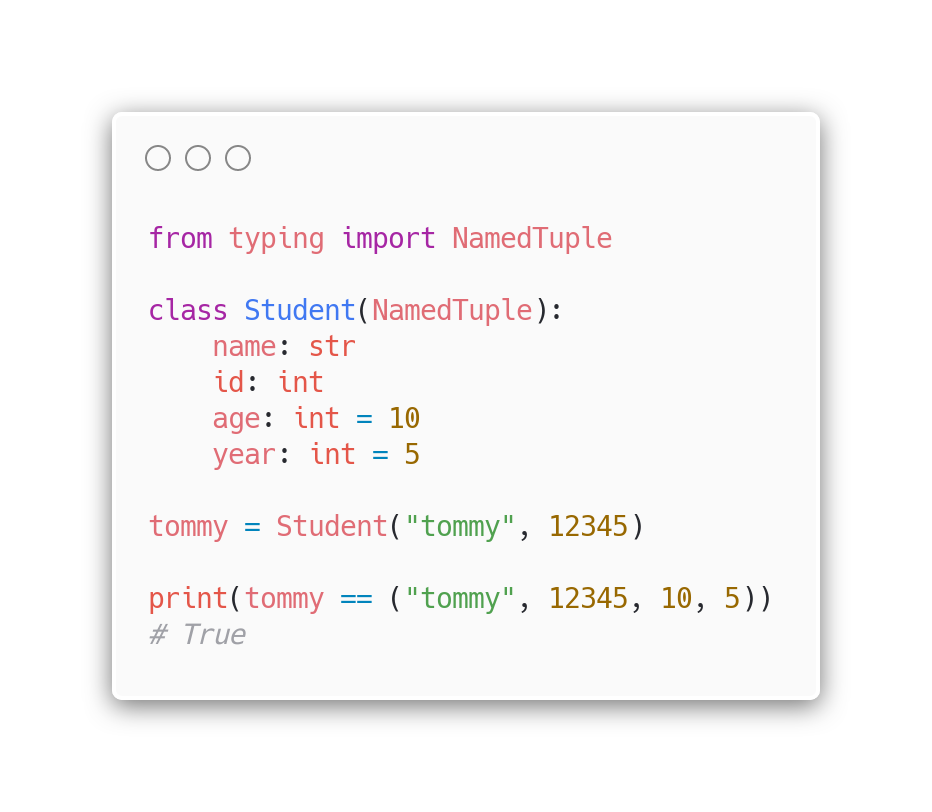 from typing import NamedTuple
class Student(NamedTuple):
    name: str
    id: int
    age: int = 10
    year: int = 5
tommy = Student("tommy", 12345)
print(tommy == ("tommy", 12345, 10, 5))
# True